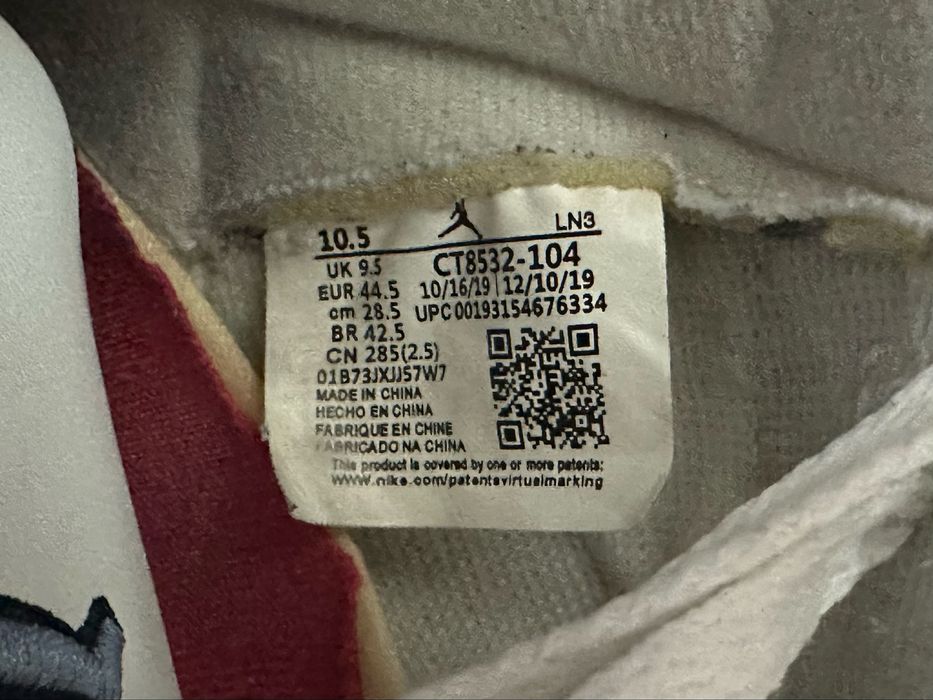 10.5 LN3
UK 9.5 CT8532-104
EUR 44.5 10/16/19 12/10/19
cm 28.5 UPC 00193154676334
BR 42.5
CN 285(2.5)
01B73JXJJ57W7
MADE IN CHINA
HECHO EN CHINA
FABRIQUE EN CHINE
FABRICADO NA CHINA
This product is covered by one or more patents:
www.nike.com/patentsvirtualmarking